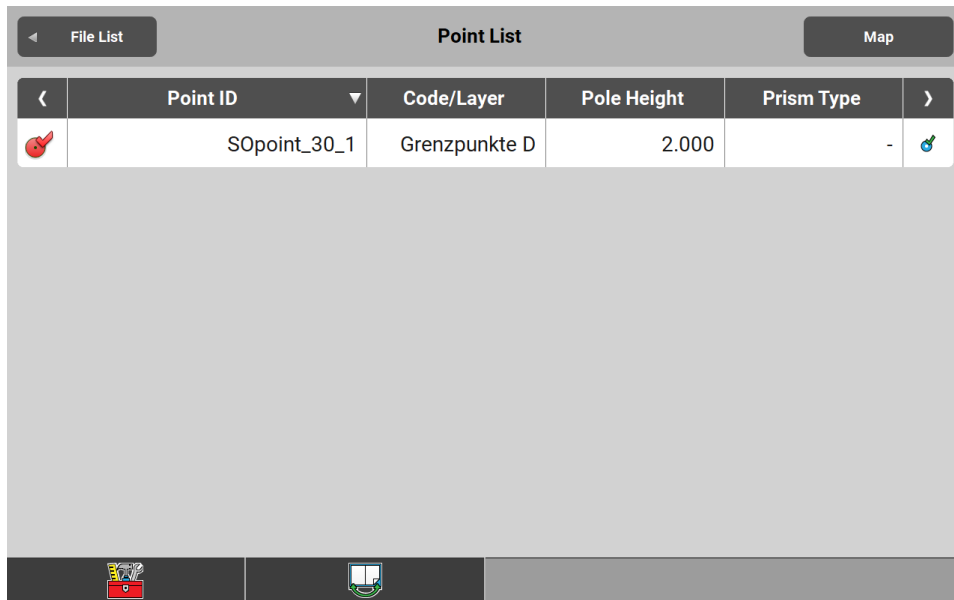 File List
Point List
Map
Point ID
Code/Layer
Pole Height
Prism Type
SOpoint_30_1
Grenzpunkte D
2.000
-